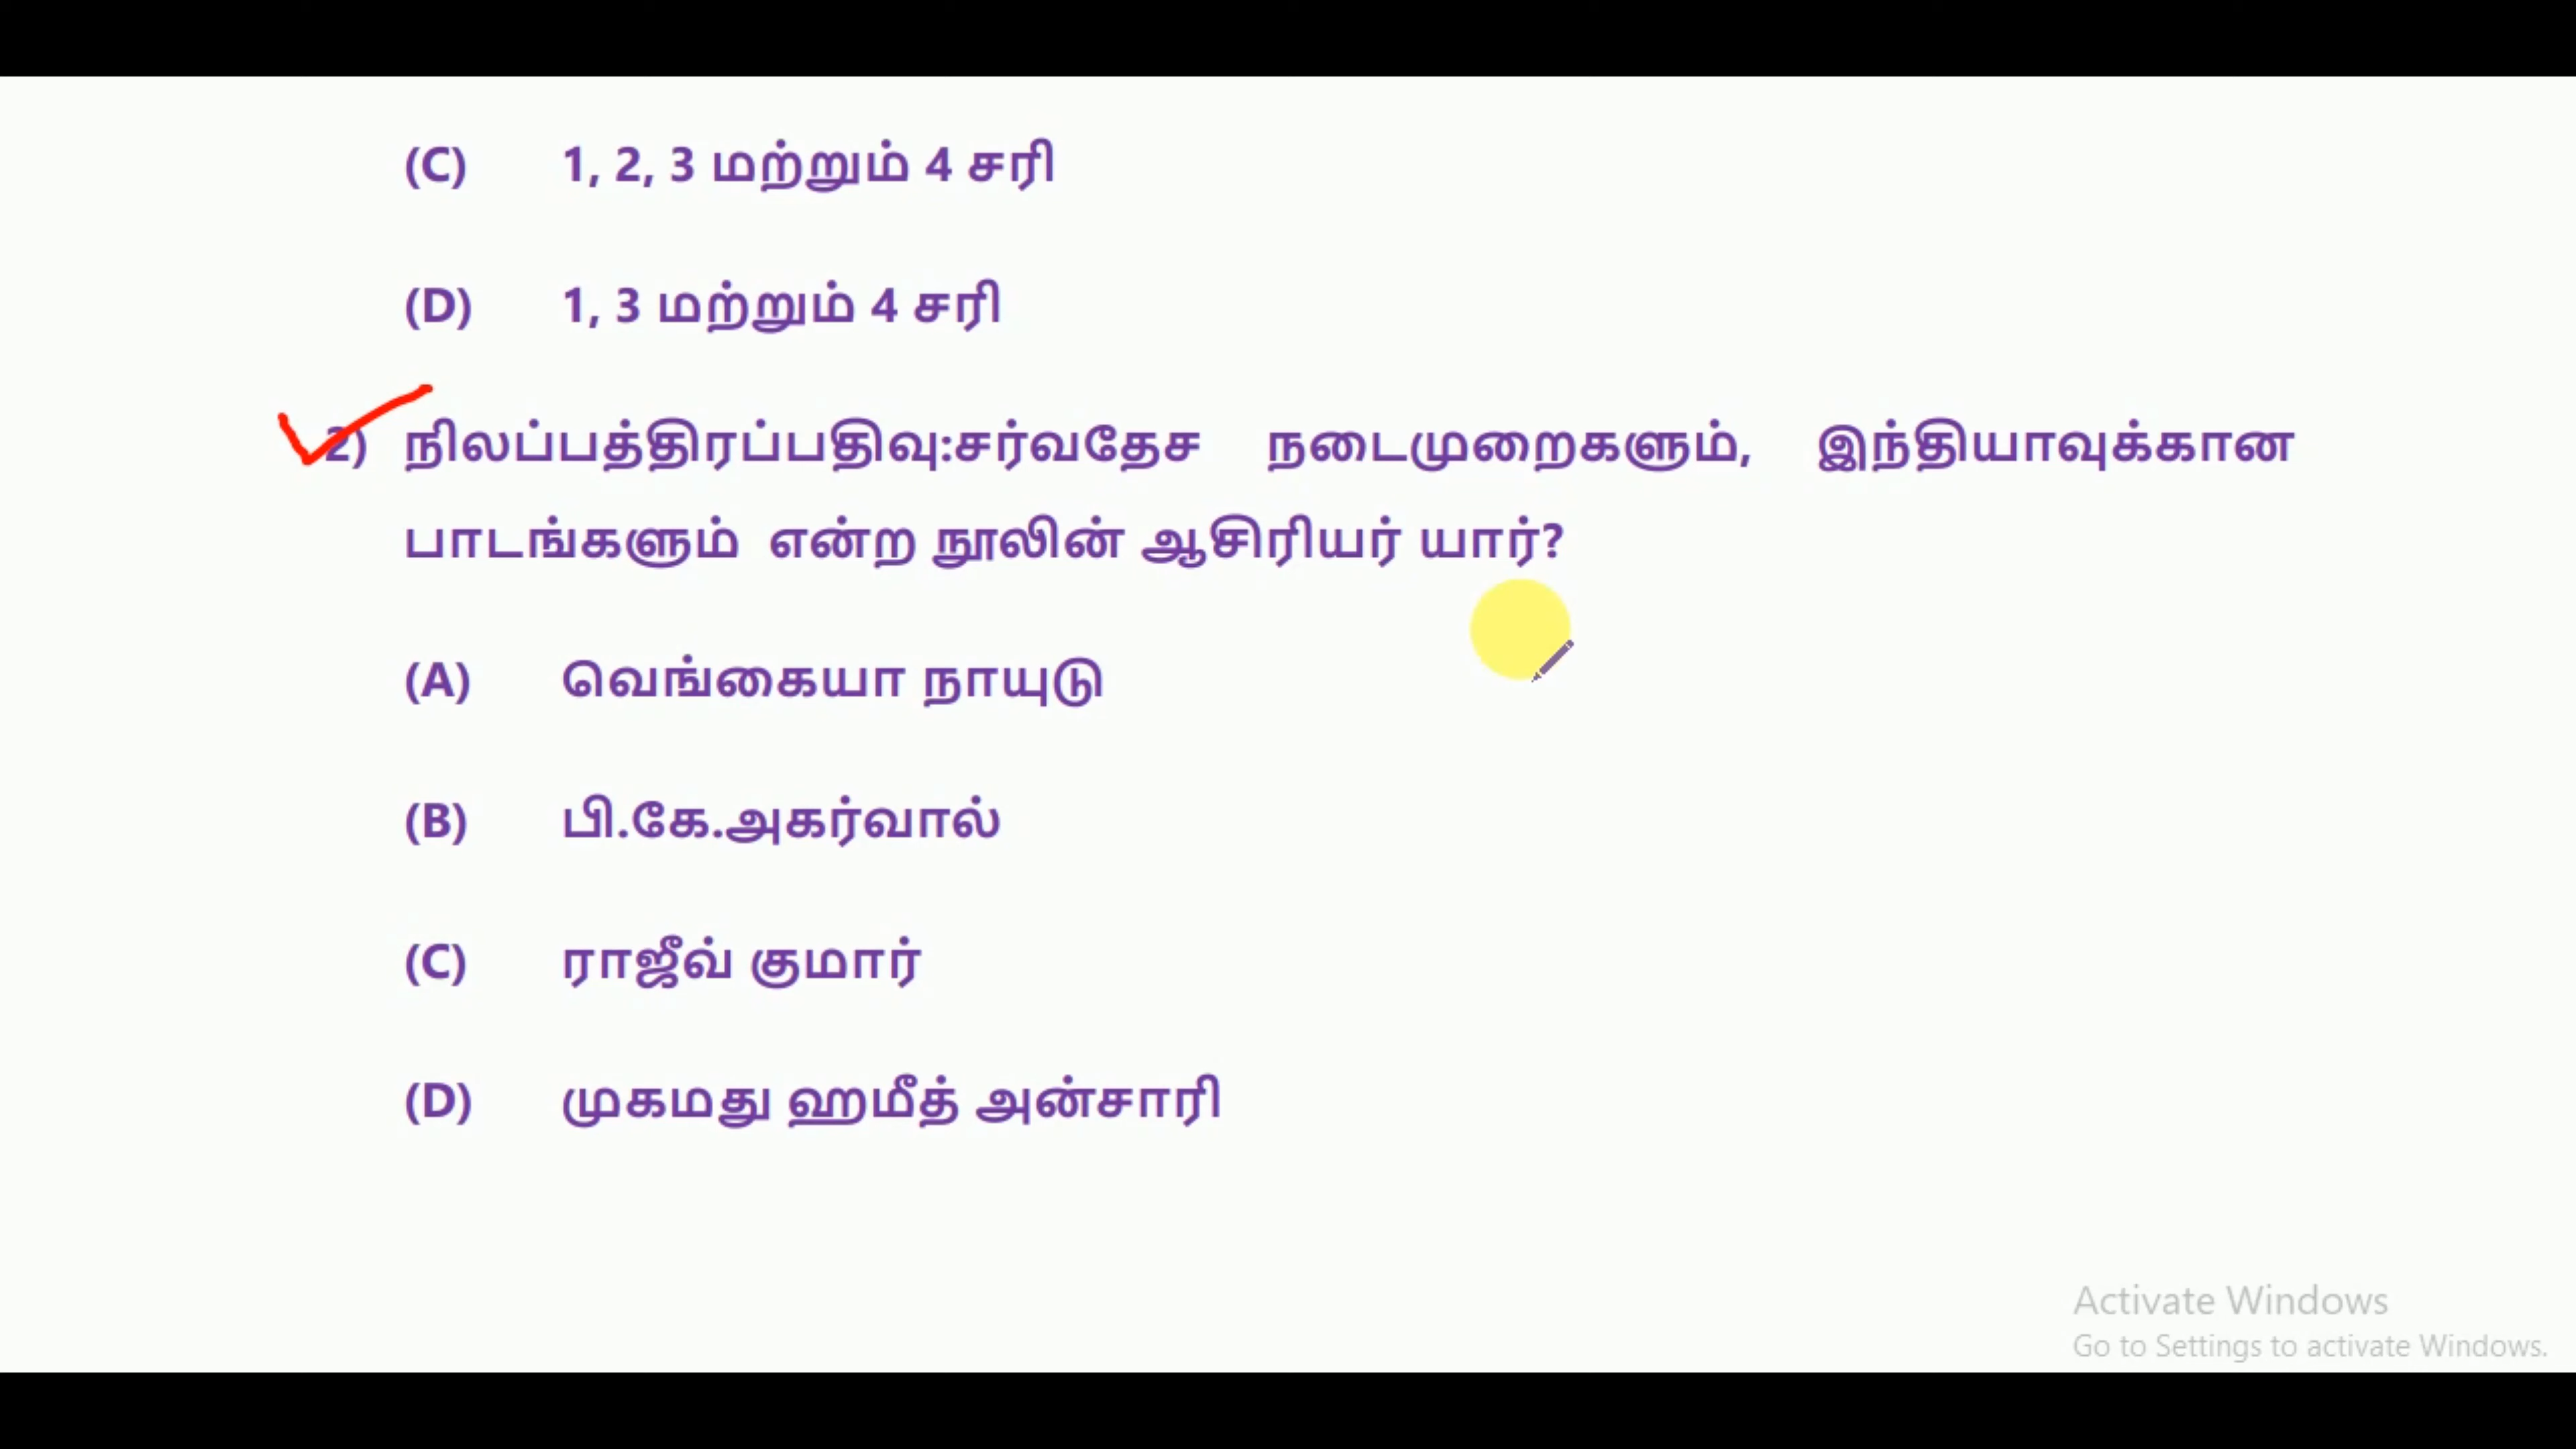 (C) 1, 2, 3 மற்றும் 4 சரி
(D) 1, 3 மற்றும் 4 சரி
2) நிலப்பத்திரப்பதிவு:சர்வதேச நடைமுறைகளும், இந்தியாவுக்கான
பாடங்களும் என்ற நூலின் ஆசிரியர் யார்?
(A) வெங்கையா நாயுடு
(B) பி.கே.அகர்வால்
(C) ராஜீவ் குமார்
(D) முகமது ஹமீத் அன்சாரி
Activate Windows
Go to Settings to activate Windows.